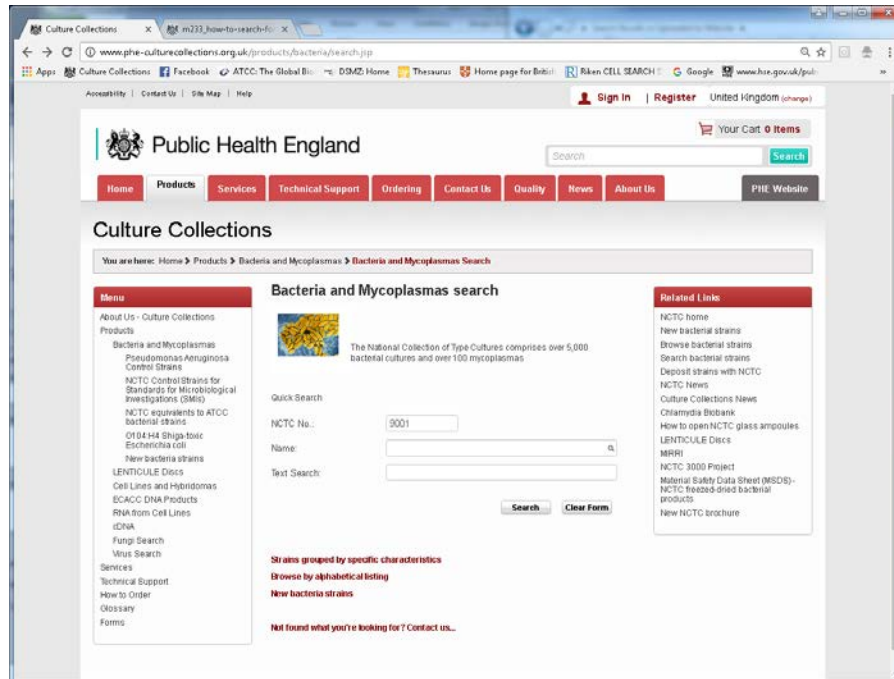 Culture Collections
m233_how-to-search-fo
www.phe-culturecollections.org.uk/products/bacteria/search.jsp
Apps Culture Collections Facebook ATCC: The Global Bio DSMZ: Home Thesaurus Home page for British Riken CELL SEARCH Google www.hse.gov.uk/pub
Accessibility | Contact Us | Site Map | Help
Sign In | Register United Kingdom (change)
Your Cart 0 Items
Public Health England
Search Search
Home Products Services Technical Support Ordering Contact Us Quality News About Us PHE Website
Culture Collections
You are here: Home > Products > Bacteria and Mycoplasmas > Bacteria and Mycoplasmas Search
Menu
About Us - Culture Collections
Products
Bacteria and Mycoplasmas
Pseudomonas Aeruginosa
Control Strains
NCTC Control Strains for
Standards for Microbiological
Investigations (SMIs)
NCTC equivalents to ATCC
bacterial strains
O104:H4 Shiga-toxic
Escherichia coli
New bacteria strains
LENTICULE Discs
Cell Lines and Hybridomas
ECACC DNA Products
RNA from Cell Lines
cDNA
Fungi Search
Virus Search
Services
Technical Support
How to Order
Glossary
Forms
Bacteria and Mycoplasmas search
The National Collection of Type Cultures comprises over 5,000
bacterial cultures and over 100 mycoplasmas
Quick Search
NCTC No.: 9001
Name:
Text Search:
Search Clear Form
Strains grouped by specific characteristics
Browse by alphabetical listing
New bacteria strains
Not found what you're looking for? Contact us...
Related Links
NCTC home
New bacterial strains
Browse bacterial strains
Search bacterial strains
Deposit strains with NCTC
NCTC News
Culture Collections News
Chlamydia Biobank
How to open NCTC glass ampoules
LENTICULE Discs
MIRRI
NCTC 3000 Project
Material Safety Data Sheet (MSDS) -
NCTC freezed-dried bacterial
products
New NCTC brochure